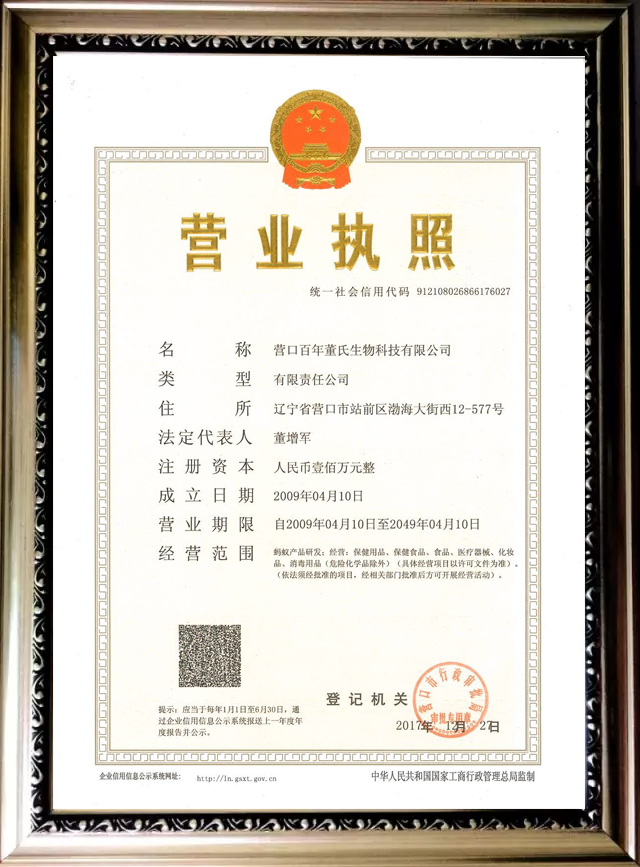 营业执照
统一社会信用代码 912108026866176027
名称 营口百年董氏生物科技有限公司
类型 有限责任公司
住所 辽宁省营口市站前区渤海大街西12-577号
法定代表人 董增军
注册资本 人民币壹佰万元整
成立日期 2009年04月10日
营业期限 自2009年04月10日至2049年04月10日
经营范围 蚂蚁产品研发；经营：保健用品、保健食品、食品、医疗器械、化妆
品、消毒用品（危险化学品除外）（具体经营项目以许可文件为准）。
（依法须经批准的项目，经相关部门批准后方可开展经营活动）。
登记机关
营口市行政审批局
审批专用章
2017年 12月 27日
提示：应当于每年1月1日至6月30日，通
过企业信用信息公示系统报送上一年度年
度报告并公示。
企业信用信息公示系统网址： http://ln.gsxt.gov.cn
中华人民共和国国家工商行政管理总局监制